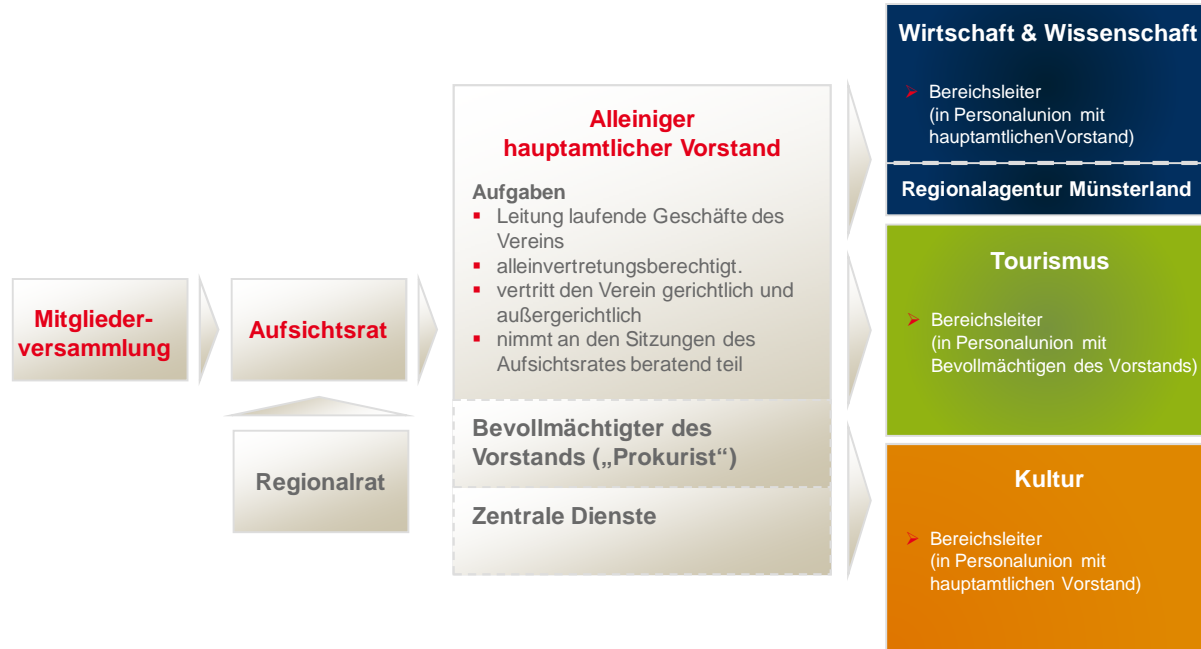 Mitglieder-
versammlung
Aufsichtsrat
Regionalrat
Alleiniger
hauptamtlicher Vorstand
Aufgaben
▪ Leitung laufende Geschäfte des
Vereins
▪ alleinvertretungsberechtigt.
▪ vertritt den Verein gerichtlich und
außergerichtlich
▪ nimmt an den Sitzungen des
Aufsichtsrates beratend teil
Bevollmächtigter des
Vorstands („Prokurist“)
Zentrale Dienste
Wirtschaft & Wissenschaft
➢ Bereichsleiter
(in Personalunion mit
hauptamtlichenVorstand)
Regionalagentur Münsterland
Tourismus
➢ Bereichsleiter
(in Personalunion mit
Bevollmächtigen des Vorstands)
Kultur
➢ Bereichsleiter
(in Personalunion mit
hauptamtlichen Vorstand)